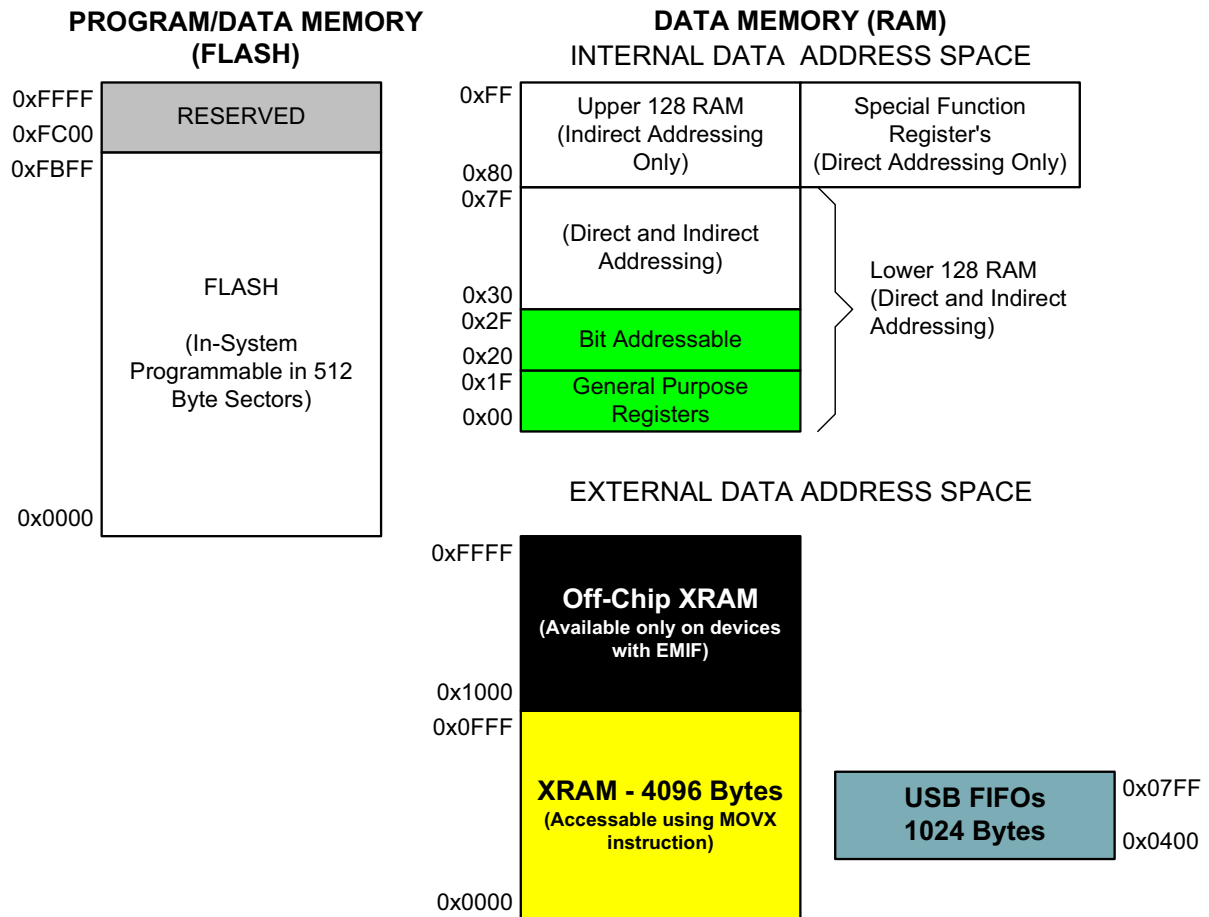 PROGRAM/DATA MEMORY
(FLASH)
0xFFFF
RESERVED
0xFC00
0xFBFF
FLASH
(In-System
Programmable in 512
Byte Sectors)
0x0000
DATA MEMORY (RAM)
INTERNAL DATA ADDRESS SPACE
0xFF
Upper 128 RAM
(Indirect Addressing
Only)
0x80
Special Function
Register's
(Direct Addressing Only)
0x7F
(Direct and Indirect
Addressing)
0x30
0x2F
Bit Addressable
0x20
0x1F
General Purpose
Registers
0x00
Lower 128 RAM
(Direct and Indirect
Addressing)
EXTERNAL DATA ADDRESS SPACE
0xFFFF
Off-Chip XRAM
(Available only on devices
with EMIF)
0x1000
0x0FFF
XRAM - 4096 Bytes
(Accessable using MOVX
instruction)
0x0000
USB FIFOs
1024 Bytes
0x07FF
0x0400